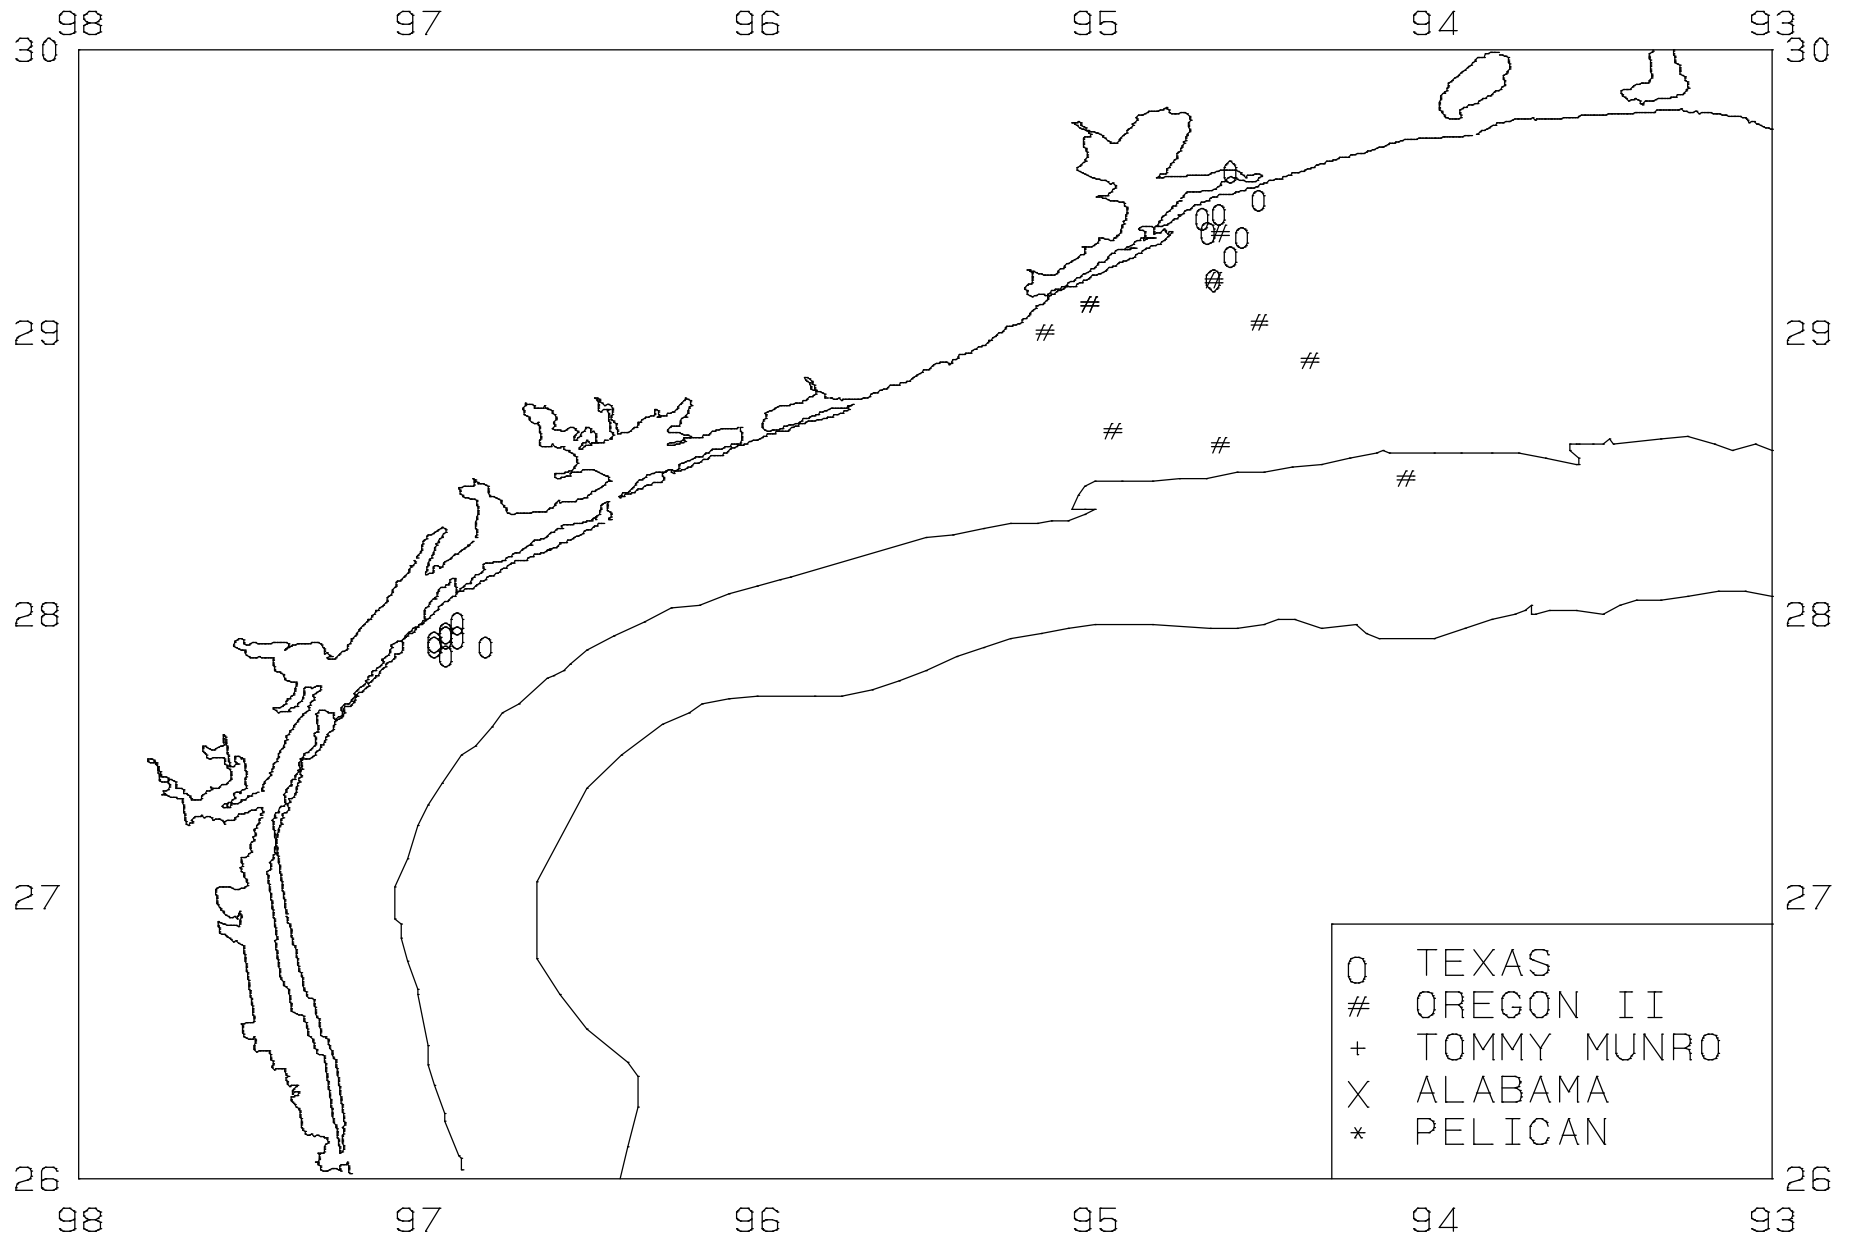 98 97 96 95 94 93
30 30
29 29
28 28
27 27
O TEXAS
# OREGON II
+ TOMMY MUNRO
X ALABAMA
* PELICAN
26 26
98 97 96 95 94 93